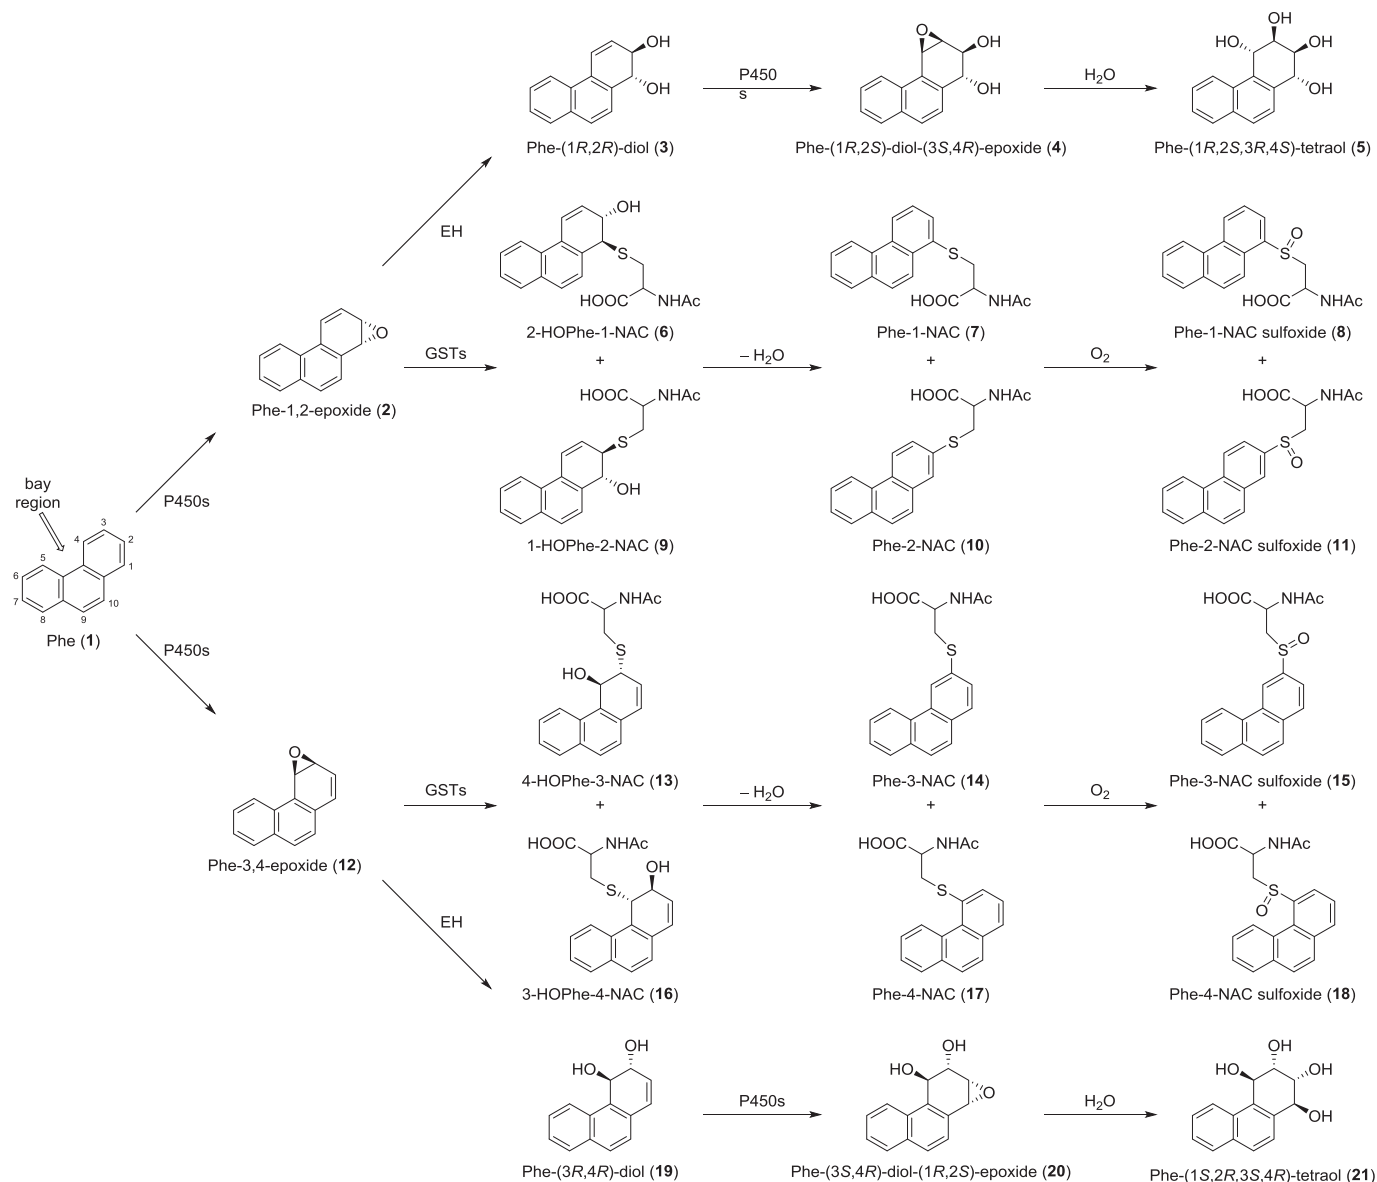 OH
OH
Phe-(1R,2R)-diol (3)
P450
s
O
OH
OH
Phe-(1R,2S)-diol-(3S,4R)-epoxide (4)
H2O
OH
HO
OH
OH
Phe-(1R,2S,3R,4S)-tetraol (5)
EH
OH
S
HOOC
NHAc
2-HOPhe-1-NAC (6)
S
HOOC
NHAc
Phe-1-NAC (7)
O
S
HOOC
NHAc
Phe-1-NAC sulfoxide (8)
O
Phe-1,2-epoxide (2)
GSTs
+
– H2O
+
O2
+
HOOC
NHAc
S
OH
1-HOPhe-2-NAC (9)
HOOC
NHAc
S
Phe-2-NAC (10)
HOOC
NHAc
S
O
Phe-2-NAC sulfoxide (11)
P450s
bay
region
3
4
2
5
1
6
7
10
8
9
Phe (1)
P450s
HOOC
NHAc
S
HO
4-HOPhe-3-NAC (13)
HOOC
NHAc
S
Phe-3-NAC (14)
HOOC
NHAc
O
S
Phe-3-NAC sulfoxide (15)
O
Phe-3,4-epoxide (12)
GSTs
+
– H2O
+
O2
+
HOOC
NHAc
OH
S
3-HOPhe-4-NAC (16)
HOOC
NHAc
S
Phe-4-NAC (17)
HOOC
NHAc
S
O
Phe-4-NAC sulfoxide (18)
EH
OH
HO
Phe-(3R,4R)-diol (19)
P450s
OH
HO
O
Phe-(3S,4R)-diol-(1R,2S)-epoxide (20)
H2O
OH
HO
OH
OH
Phe-(1S,2R,3S,4R)-tetraol (21)